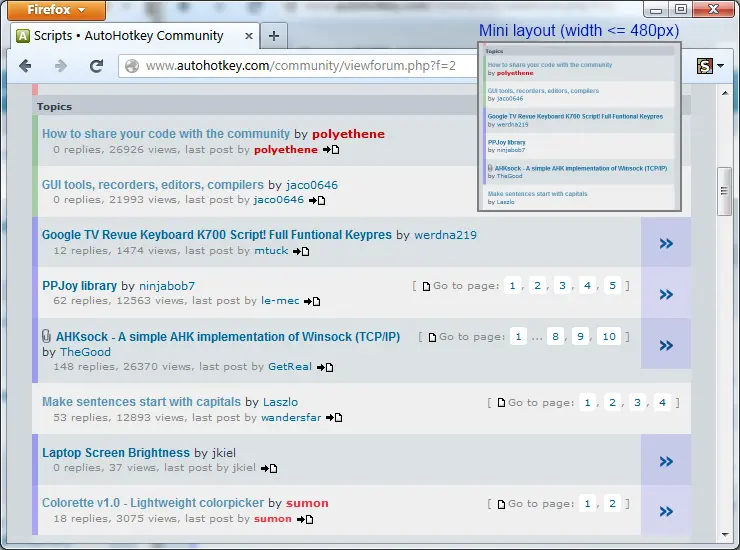 Firefox
Scripts • AutoHotkey Community
Mini layout (width <= 480px)
www.autohotkey.com/community/viewforum.php?f=2
Topics
How to share your code with the community by polyethene
0 replies, 26926 views, last post by polyethene
GUI tools, recorders, editors, compilers by jaco0646
0 replies, 21993 views, last post by jaco0646
Google TV Revue Keyboard K700 Script! Full Funtional Keypres by werdna219
12 replies, 1474 views, last post by mtuck
»
PPJoy library by ninjabob7 [ Go to page: 1, 2, 3, 4, 5 ]
62 replies, 12563 views, last post by le-mec
»
AHKsock - A simple AHK implementation of Winsock (TCP/IP) [ Go to page: 1 ... 8, 9, 10 ]
by TheGood
148 replies, 26370 views, last post by GetReal
»
Make sentences start with capitals by Laszlo [ Go to page: 1, 2, 3, 4 ]
53 replies, 12893 views, last post by wandersfar
Laptop Screen Brightness by jkiel
0 replies, 37 views, last post by jkiel
»
Colorette v1.0 - Lightweight colorpicker by sumon [ Go to page: 1, 2 ]
18 replies, 3075 views, last post by sumon
»
Topics
How to share your code with the community
by polyethene
GUI tools, recorders, editors, compilers
by jaco0646
Google TV Revue Keyboard K700 Script! Full Funtional Keypres
by werdna219
PPJoy library
by ninjabob7
AHKsock - A simple AHK implementation of Winsock (TCP/IP)
by TheGood
Make sentences start with capitals
by Laszlo